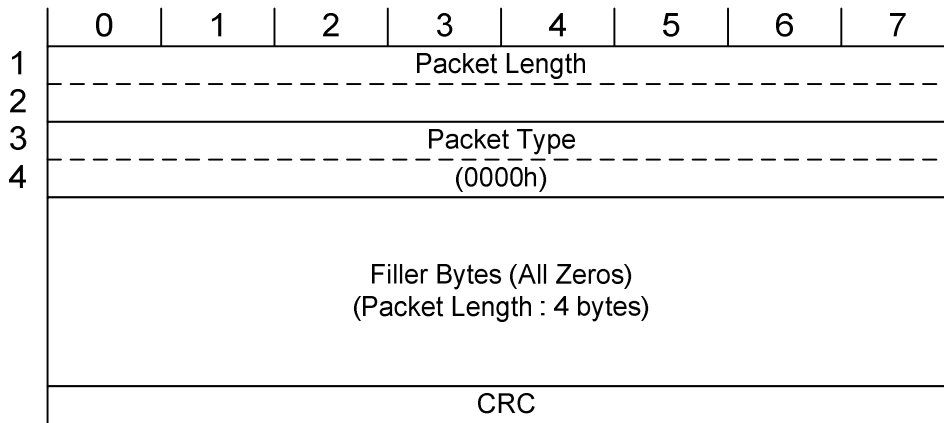 0 1 2 3 4 5 6 7
1 Packet Length
2
3 Packet Type
4 (0000h)
Filler Bytes (All Zeros)
(Packet Length : 4 bytes)
CRC